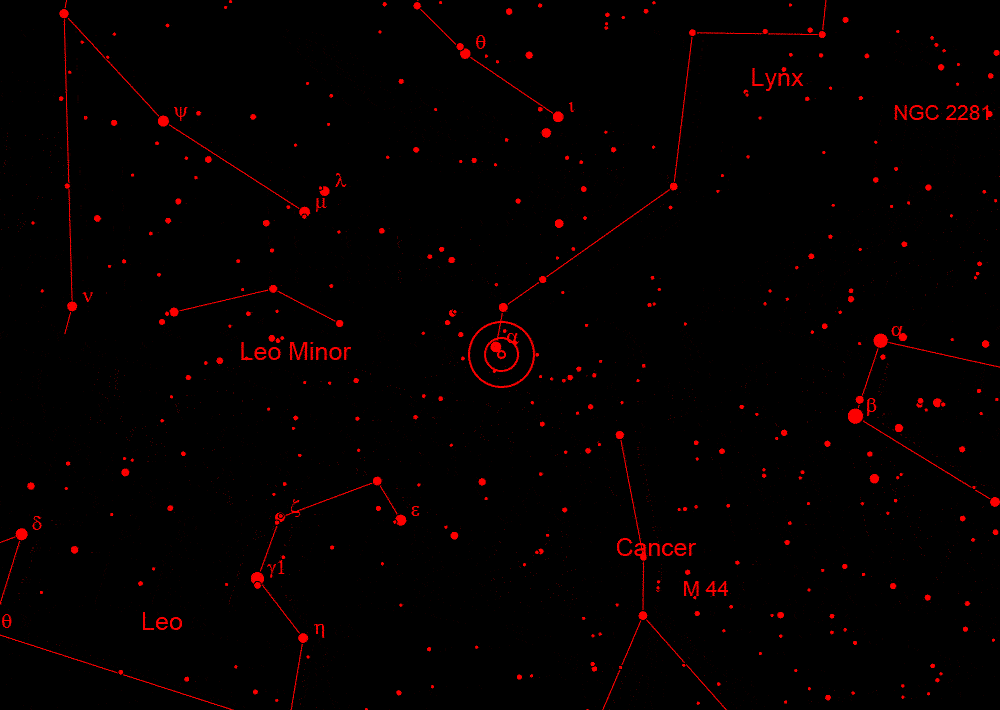 θ
Lynx
ι
NGC 2281
ψ
λ
μ
ν
α
α
Leo Minor
β
ζ
ε
δ
Cancer
γ1
M 44
Leo
θ
η